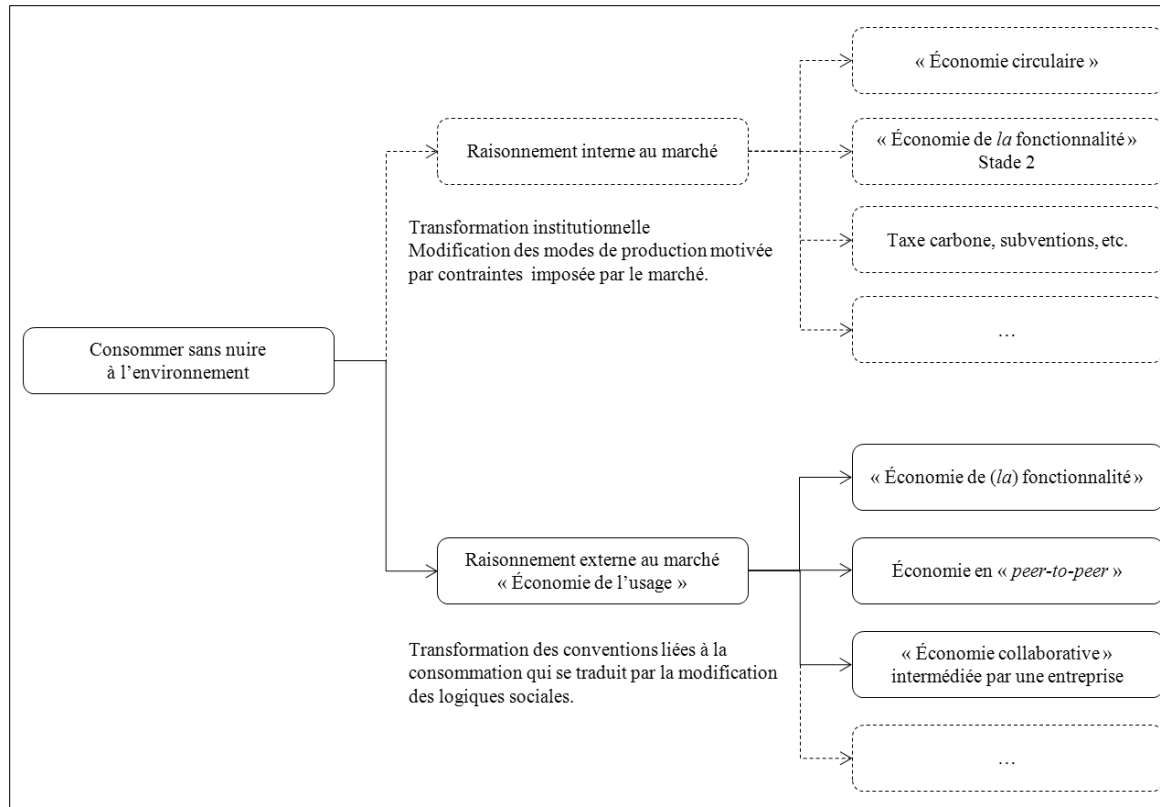 « Économie circulaire »
Raisonnement interne au marché
« Économie de la fonctionnalité »
Stade 2
Transformation institutionnelle
Modification des modes de production motivée
par contraintes imposée par le marché.
Taxe carbone, subventions, etc.
…
Consommer sans nuire
à l’environnement
« Économie de (la) fonctionnalité »
Raisonnement externe au marché
« Économie de l’usage »
Économie en « peer-to-peer »
Transformation des conventions liées à la
consommation qui se traduit par la modification
des logiques sociales.
« Économie collaborative »
intermédiée par une entreprise
…